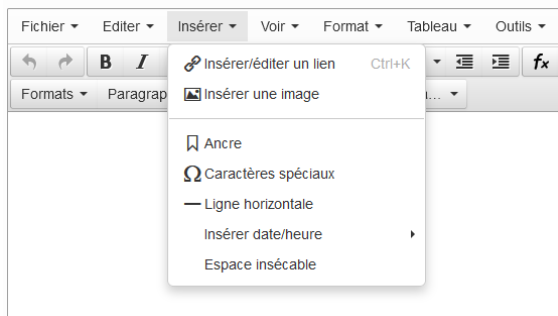 Fichier Editer Insérer Voir Format Tableau Outils
B I Insérer/éditer un lien Ctrl+K fx
Formats Paragrap Insérer une image ...
Ancre
Ω Caractères spéciaux
Ligne horizontale
Insérer date/heure
Espace insécable